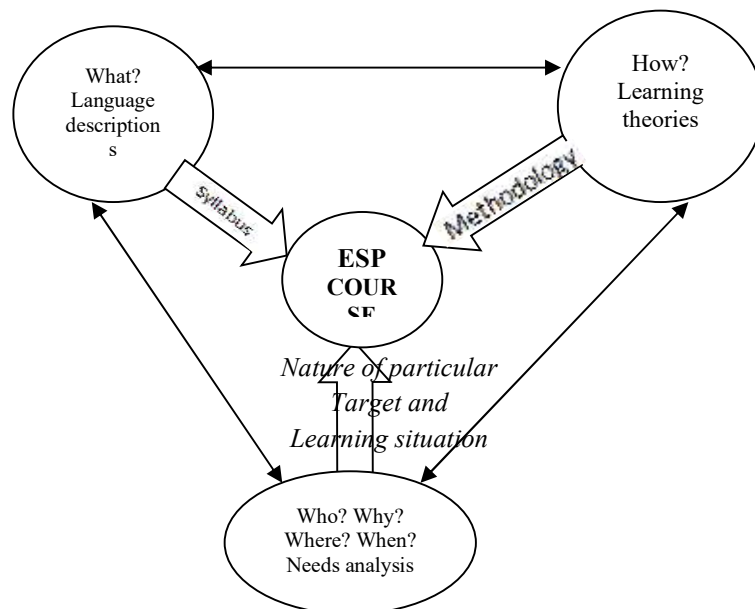 What?
Language
description
s
How?
Learning
theories
Syllabus
Methodology
ESP
COUR
SE
Nature of particular
Target and
Learning situation
Who? Why?
Where? When?
Needs analysis